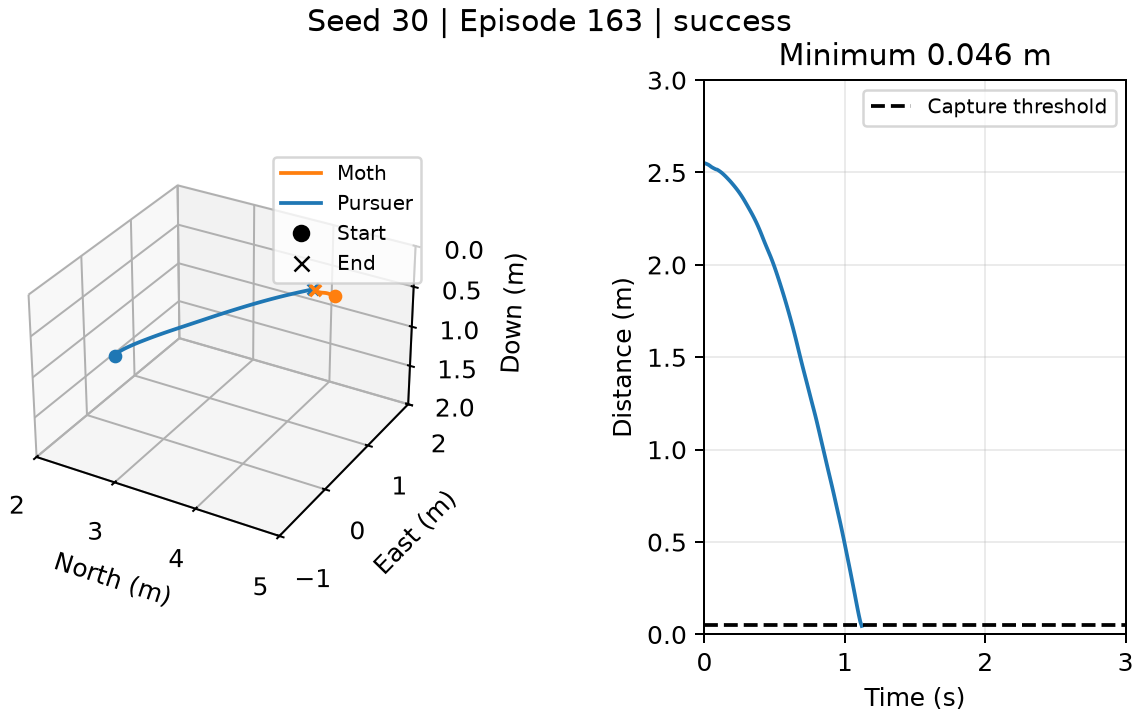 Seed 30 | Episode 163 | success
Moth
Pursuer
Start
End
0.0
0.5
1.0
1.5
2.0
Down (m)
2
3
4
5
North (m)
−1
0
1
2
East (m)
Minimum 0.046 m
Capture threshold
3.0
2.5
2.0
1.5
1.0
0.5
0.0
Distance (m)
0
1
2
3
Time (s)